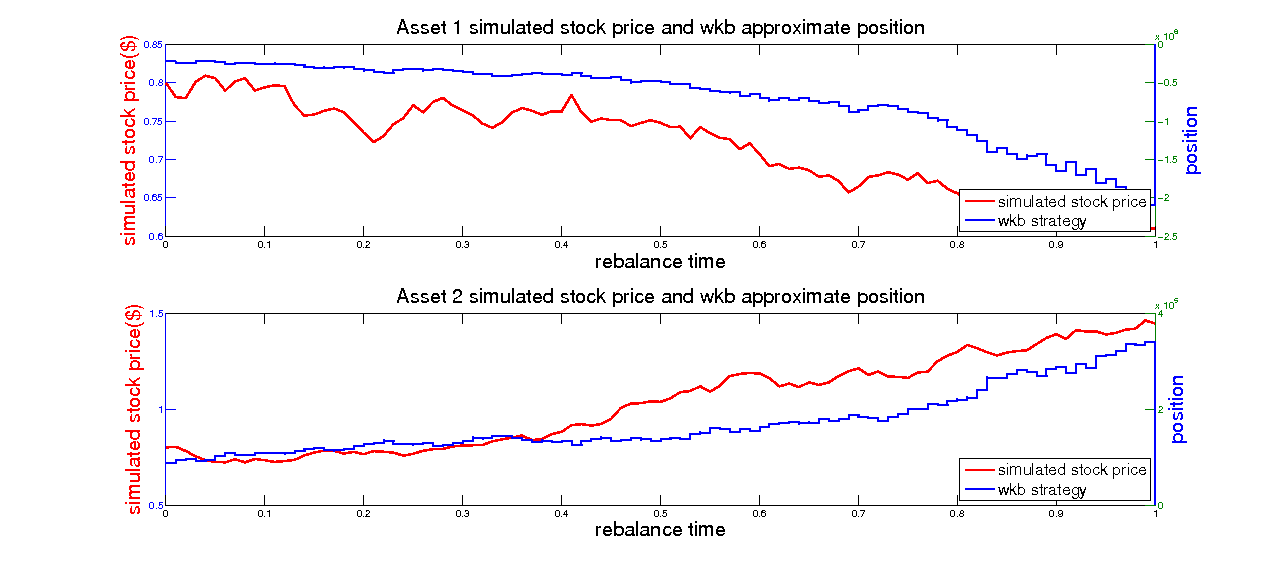 Asset 1 simulated stock price and wkb approximate position
simulated stock price($)
0.85
0.8
0.75
0.7
0.65
0.6
0
0.1
0.2
0.3
0.4
0.5
0.6
0.7
0.8
0.9
1
rebalance time
x 10
0
−0.5
−1
−1.5
−2
−2.5
position
simulated stock price
wkb strategy
Asset 2 simulated stock price and wkb approximate position
simulated stock price($)
1.5
1
0.5
0
0.1
0.2
0.3
0.4
0.5
0.6
0.7
0.8
0.9
1
rebalance time
x 10
4
2
0
position
simulated stock price
wkb strategy